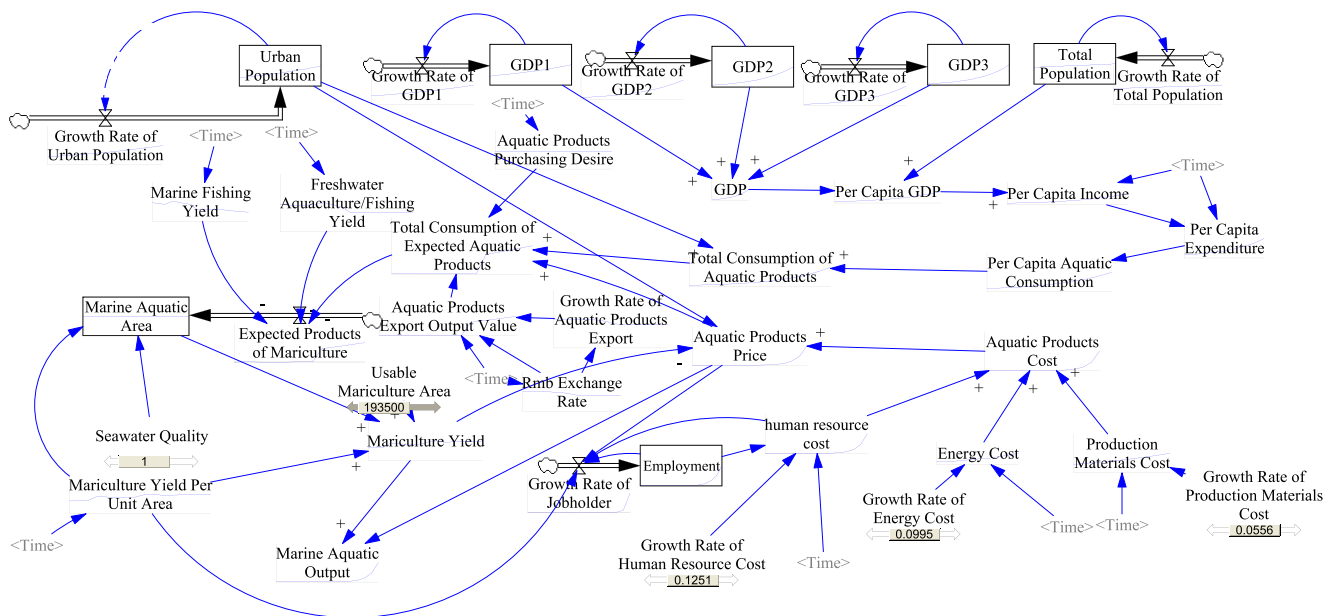 Urban
Population
GDP1
GDP2
GDP3
Total
Population
Growth Rate of
GDP1
Growth Rate of
GDP2
Growth Rate of
GDP3
Growth Rate of
Total Population
<Time>
Growth Rate of
Urban Population
<Time>
<Time>
Aquatic Products
Purchasing Desire
Marine Fishing
Yield
Freshwater
Aquaculture/Fishing
Yield
+
+
+
+
GDP
Per Capita GDP
+
Per Capita Income
<Time>
Total Consumption of
Expected Aquatic
Products
+
+
+
Total Consumption of
Aquatic Products
+
Per Capita Aquatic
Consumption
Per Capita
Expenditure
Marine Aquatic
Area
-
-
-
Expected Products
of Mariculture
Aquatic Products
Export Output Value
Growth Rate of
Aquatic Products
Export
Aquatic Products
Price
+
-
Aquatic Products
Cost
+
+
+
Usable
Mariculture Area
193500
<Time>
Rmb Exchange
Rate
Seawater Quality
1
+
+
+
Mariculture Yield
human resource
cost
Energy Cost
Production
Materials Cost
Mariculture Yield Per
Unit Area
Growth Rate of
Jobholder
Employment
Growth Rate of
Energy Cost
0.0995
Growth Rate of
Production Materials
Cost
0.0556
<Time>
+
Marine Aquatic
Output
Growth Rate of
Human Resource Cost
0.1251
<Time>
<Time>
<Time>